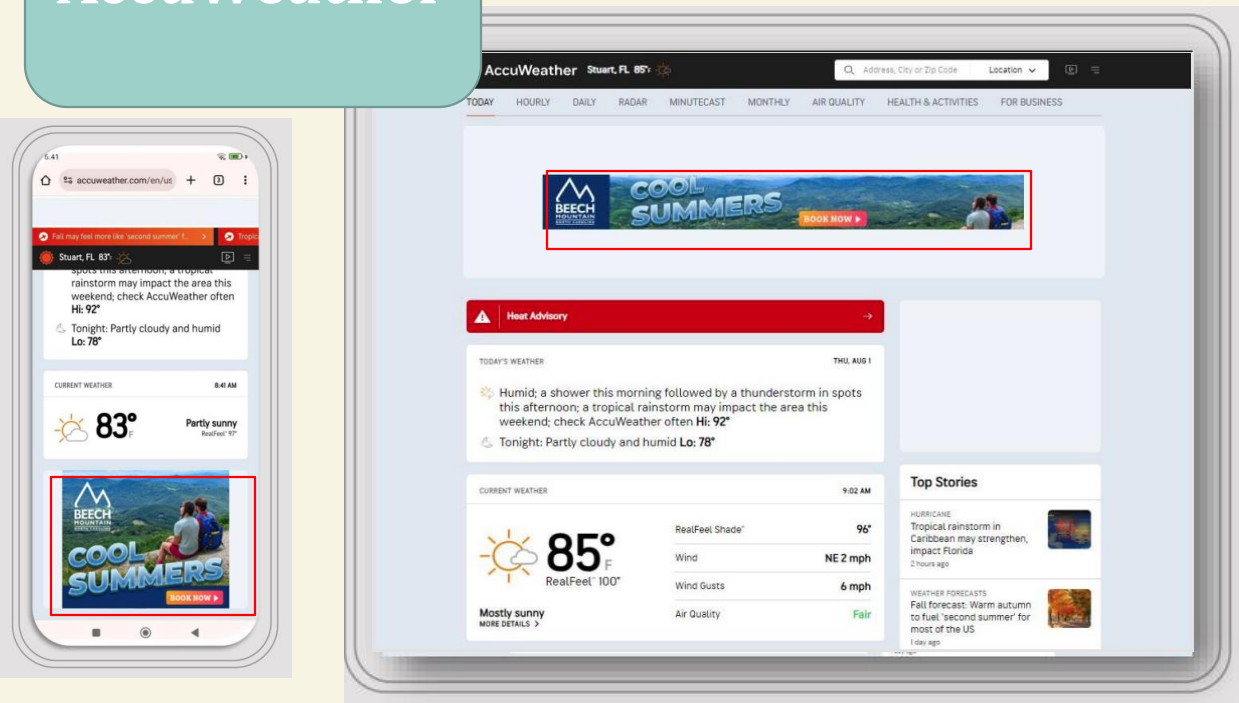 AccuWeather
6:41
accuweather.com/en/us
3
Fall may feel more like 'second summer' f...
Tropic
Stuart, FL 83°F
spots this afternoon; a tropical
rainstorm may impact the area this
weekend; check AccuWeather often
Hi: 92°
Tonight: Partly cloudy and humid
Lo: 78°
CURRENT WEATHER 8:41 AM
83°F
Partly sunny
RealFeel® 97°
BEECH
MOUNTAIN
NORTH CAROLINA
COOL
SUMMERS
BOOK NOW
AccuWeather Stuart, FL 85°F
Address, City or Zip Code Location
TODAY HOURLY DAILY RADAR MINUTECAST MONTHLY AIR QUALITY HEALTH & ACTIVITIES FOR BUSINESS
BEECH
MOUNTAIN
NORTH CAROLINA
COOL
SUMMERS
BOOK NOW
Heat Advisory
TODAY'S WEATHER THU, AUG 1
Humid; a shower this morning followed by a thunderstorm in spots
this afternoon; a tropical rainstorm may impact the area this
weekend; check AccuWeather often Hi: 92°
Tonight: Partly cloudy and humid Lo: 78°
CURRENT WEATHER 9:02 AM
85°F
RealFeel® 100°
Mostly sunny
MORE DETAILS
RealFeel Shade™ 96°
Wind NE 2 mph
Wind Gusts 6 mph
Air Quality Fair
Top Stories
HURRICANE
Tropical rainstorm in
Caribbean may strengthen,
impact Florida
2 hours ago
WEATHER FORECASTS
Fall forecast: Warm autumn
to fuel 'second summer' for
most of the US
1 day ago